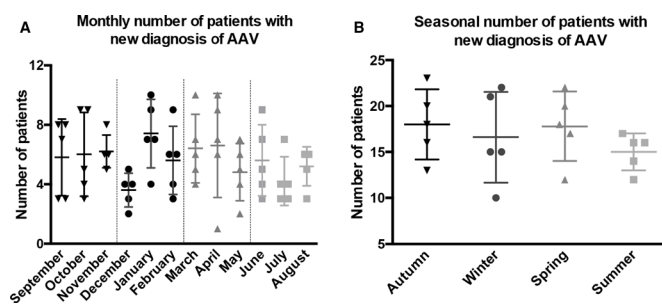 A
Monthly number of patients with
new diagnosis of AAV
Number of patients
12
8
4
0
September
October
November
December
January
February
March
April
May
June
July
August
B
Seasonal number of patients with
new diagnosis of AAV
Number of patients
25
20
15
10
5
Autumn
Winter
Spring
Summer